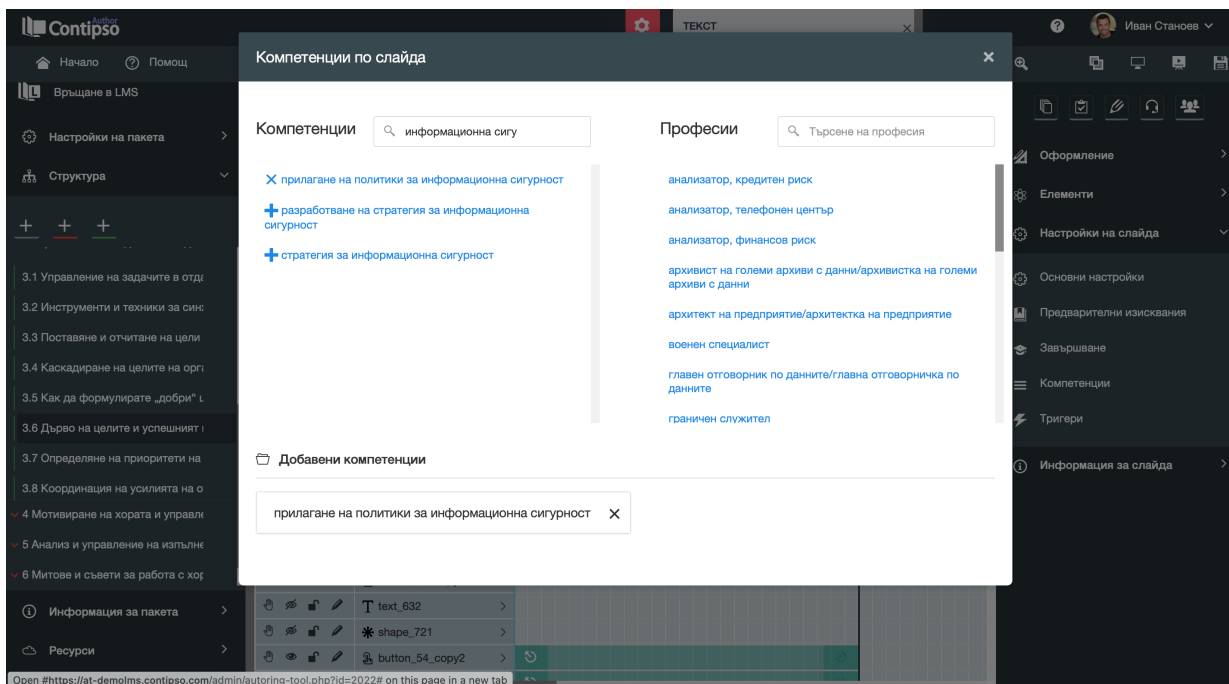 Contipso
Author
ТЕКСТ
Иван Станоев
Начало
Помощ
Компетенции по слайда
Връщане в LMS
Настройки на пакета
Структура
3.1 Управление на задачите в отда
3.2 Инструменти и техники за син
3.3 Поставяне и отчитане на цели
3.4 Каскадиране на целите на орга
3.5 Как да формулирате „добри“ ц
3.6 Дърво на целите и успешният
3.7 Определяне на приоритети на
3.8 Координация на усилията на о
4 Мотивиране на хората и управле
5 Анализ и управление на изпълне
6 Митове и съвети за работа с хор
Информация за пакета
Ресурси
Компетенции
информационна сигу
прилагане на политики за информационна сигурност
разработване на стратегия за информационна
сигурност
стратегия за информационна сигурност
Професии
Търсене на професия
анализатор, кредитен риск
анализатор, телефонен център
анализатор, финансов риск
архивист на големи архиви с данни/архивистка на големи
архиви с данни
архитект на предприятие/архитектка на предприятие
военен специалист
главен отговорник по данните/главна отговорничка по
данните
граничен служител
Добавени компетенции
прилагане на политики за информационна сигурност
Оформление
Елементи
Настройки на слайда
Основни настройки
Предварителни изисквания
Завършване
Компетенции
Тригери
Информация за слайда
text_632
shape_721
button_54_copy2
Open #https://at-demolms.contipso.com/admin/autoring-tool.php?id=2022# on this page in a new tab